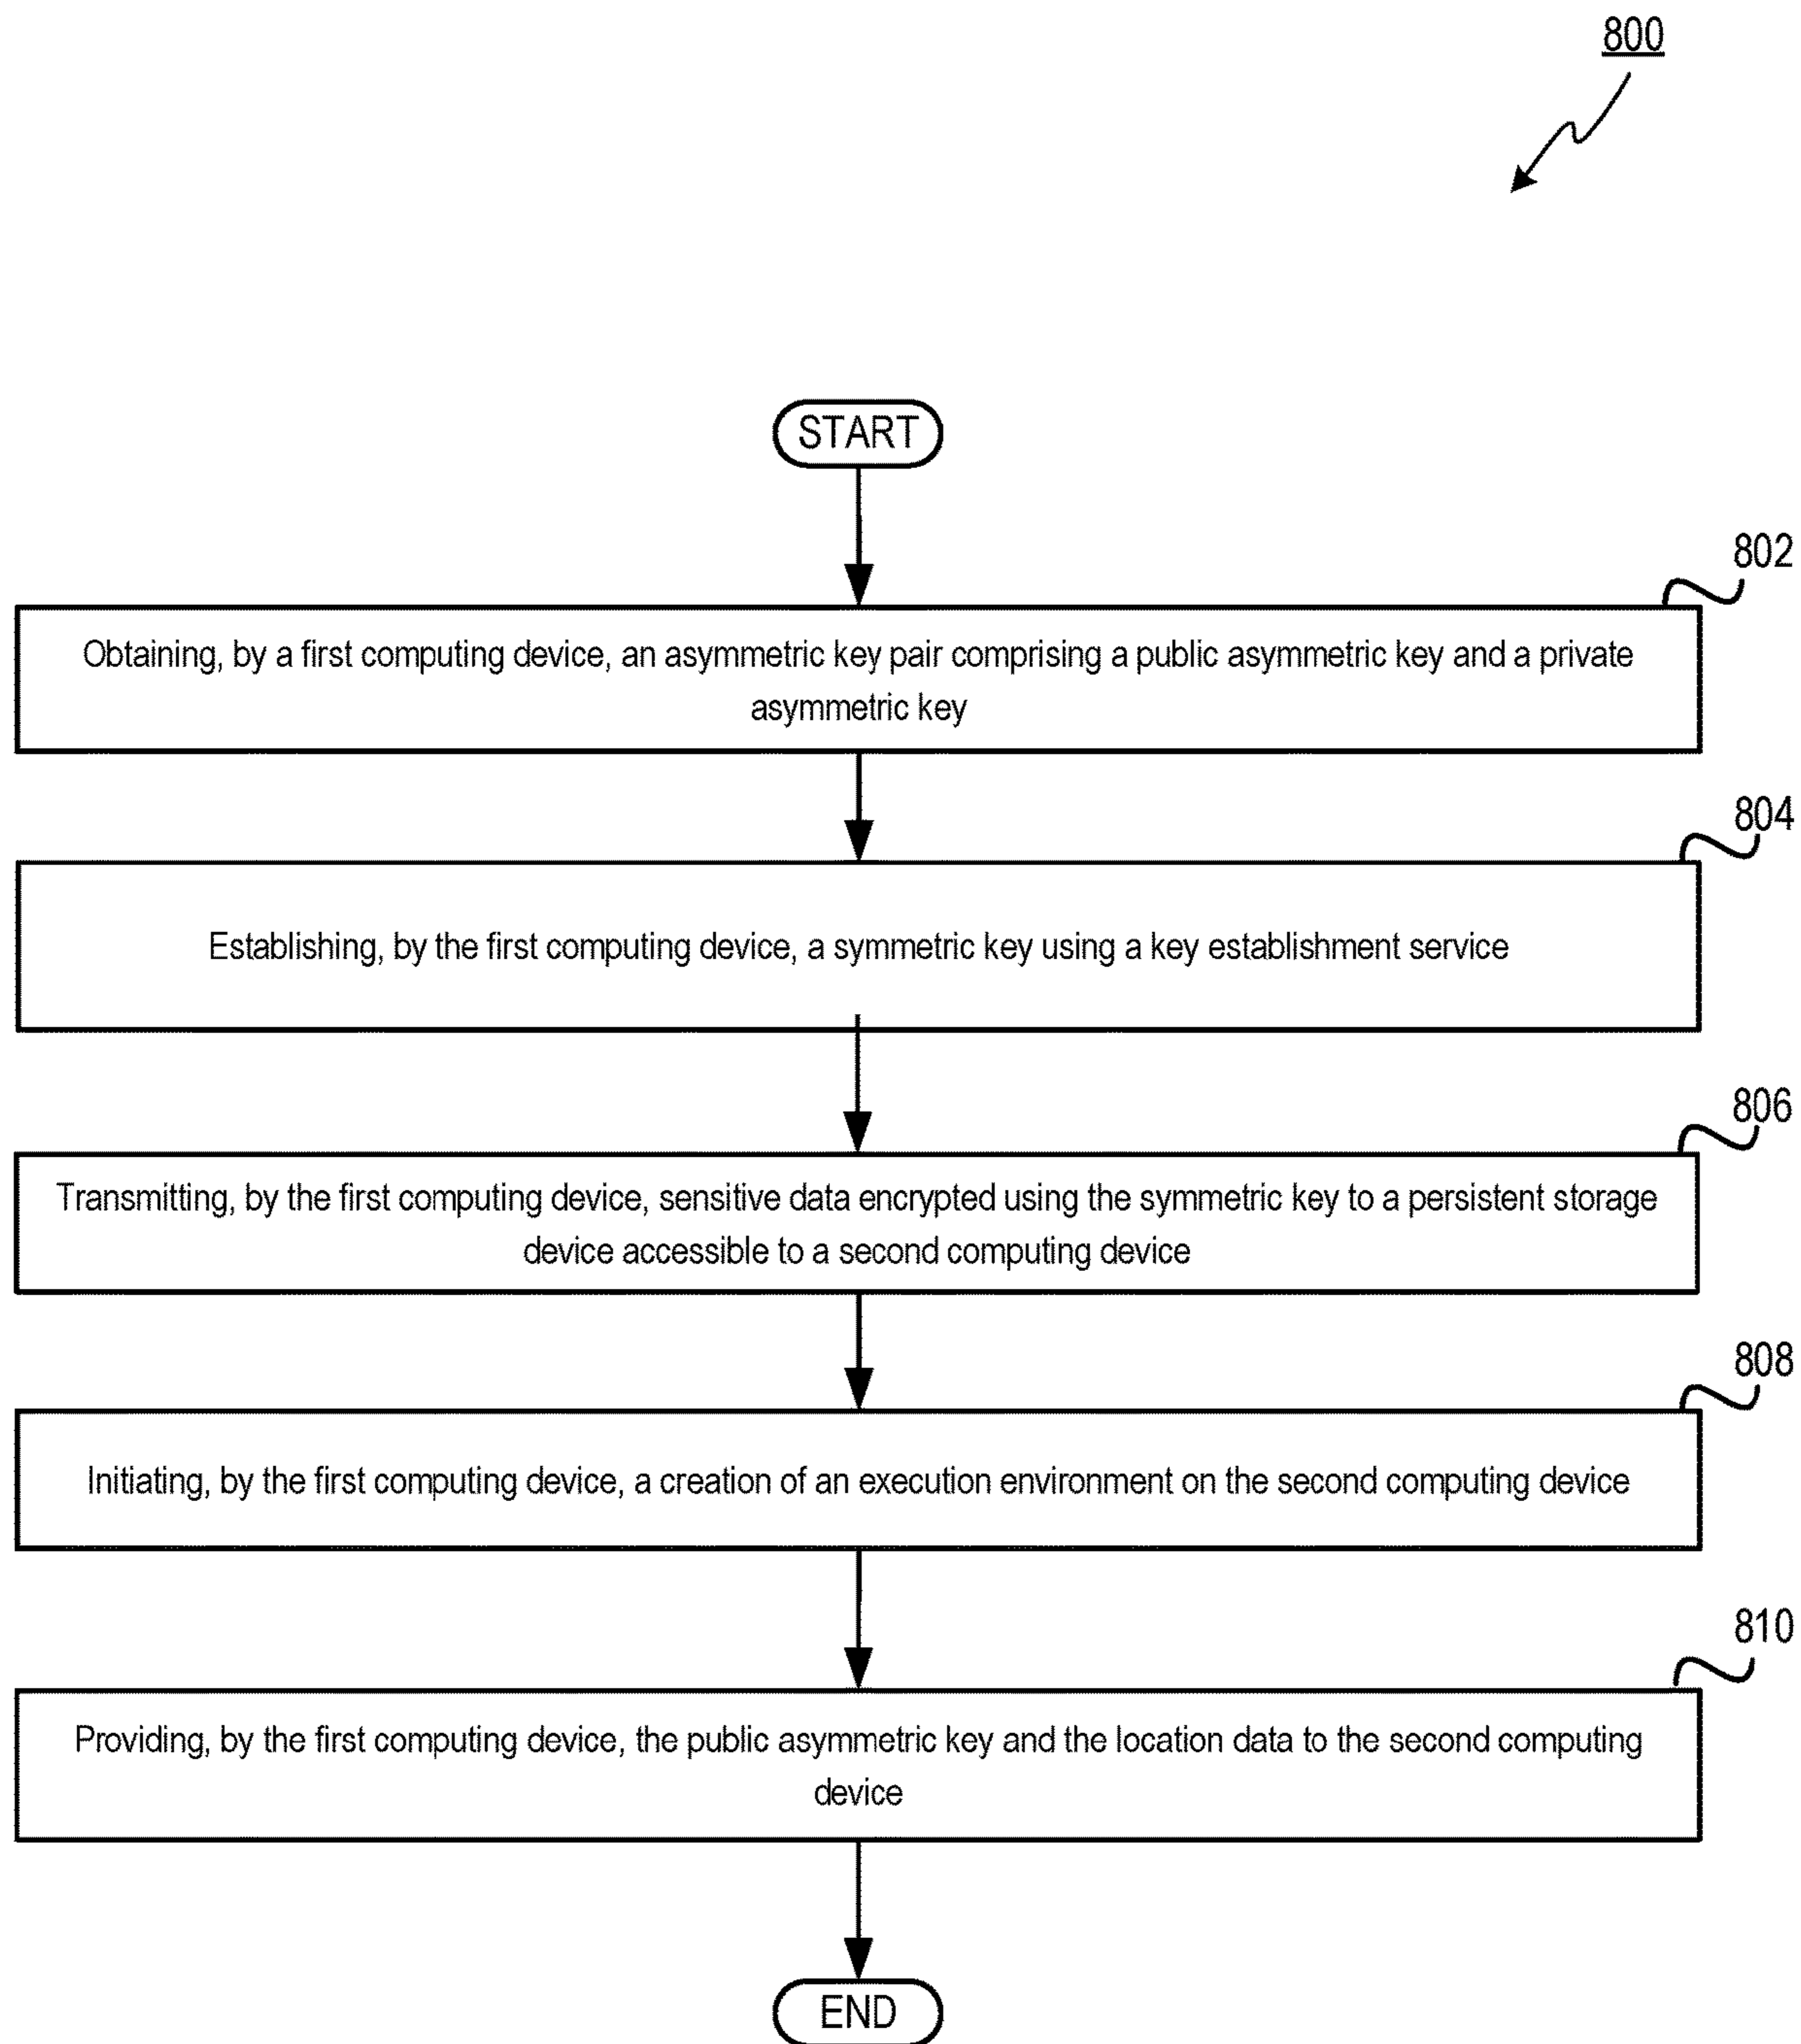 800
START
802
Obtaining, by a first computing device, an asymmetric key pair comprising a public asymmetric key and a private
asymmetric key
804
Establishing, by the first computing device, a symmetric key using a key establishment service
806
Transmitting, by the first computing device, sensitive data encrypted using the symmetric key to a persistent storage
device accessible to a second computing device
808
Initiating, by the first computing device, a creation of an execution environment on the second computing device
810
Providing, by the first computing device, the public asymmetric key and the location data to the second computing
device
END